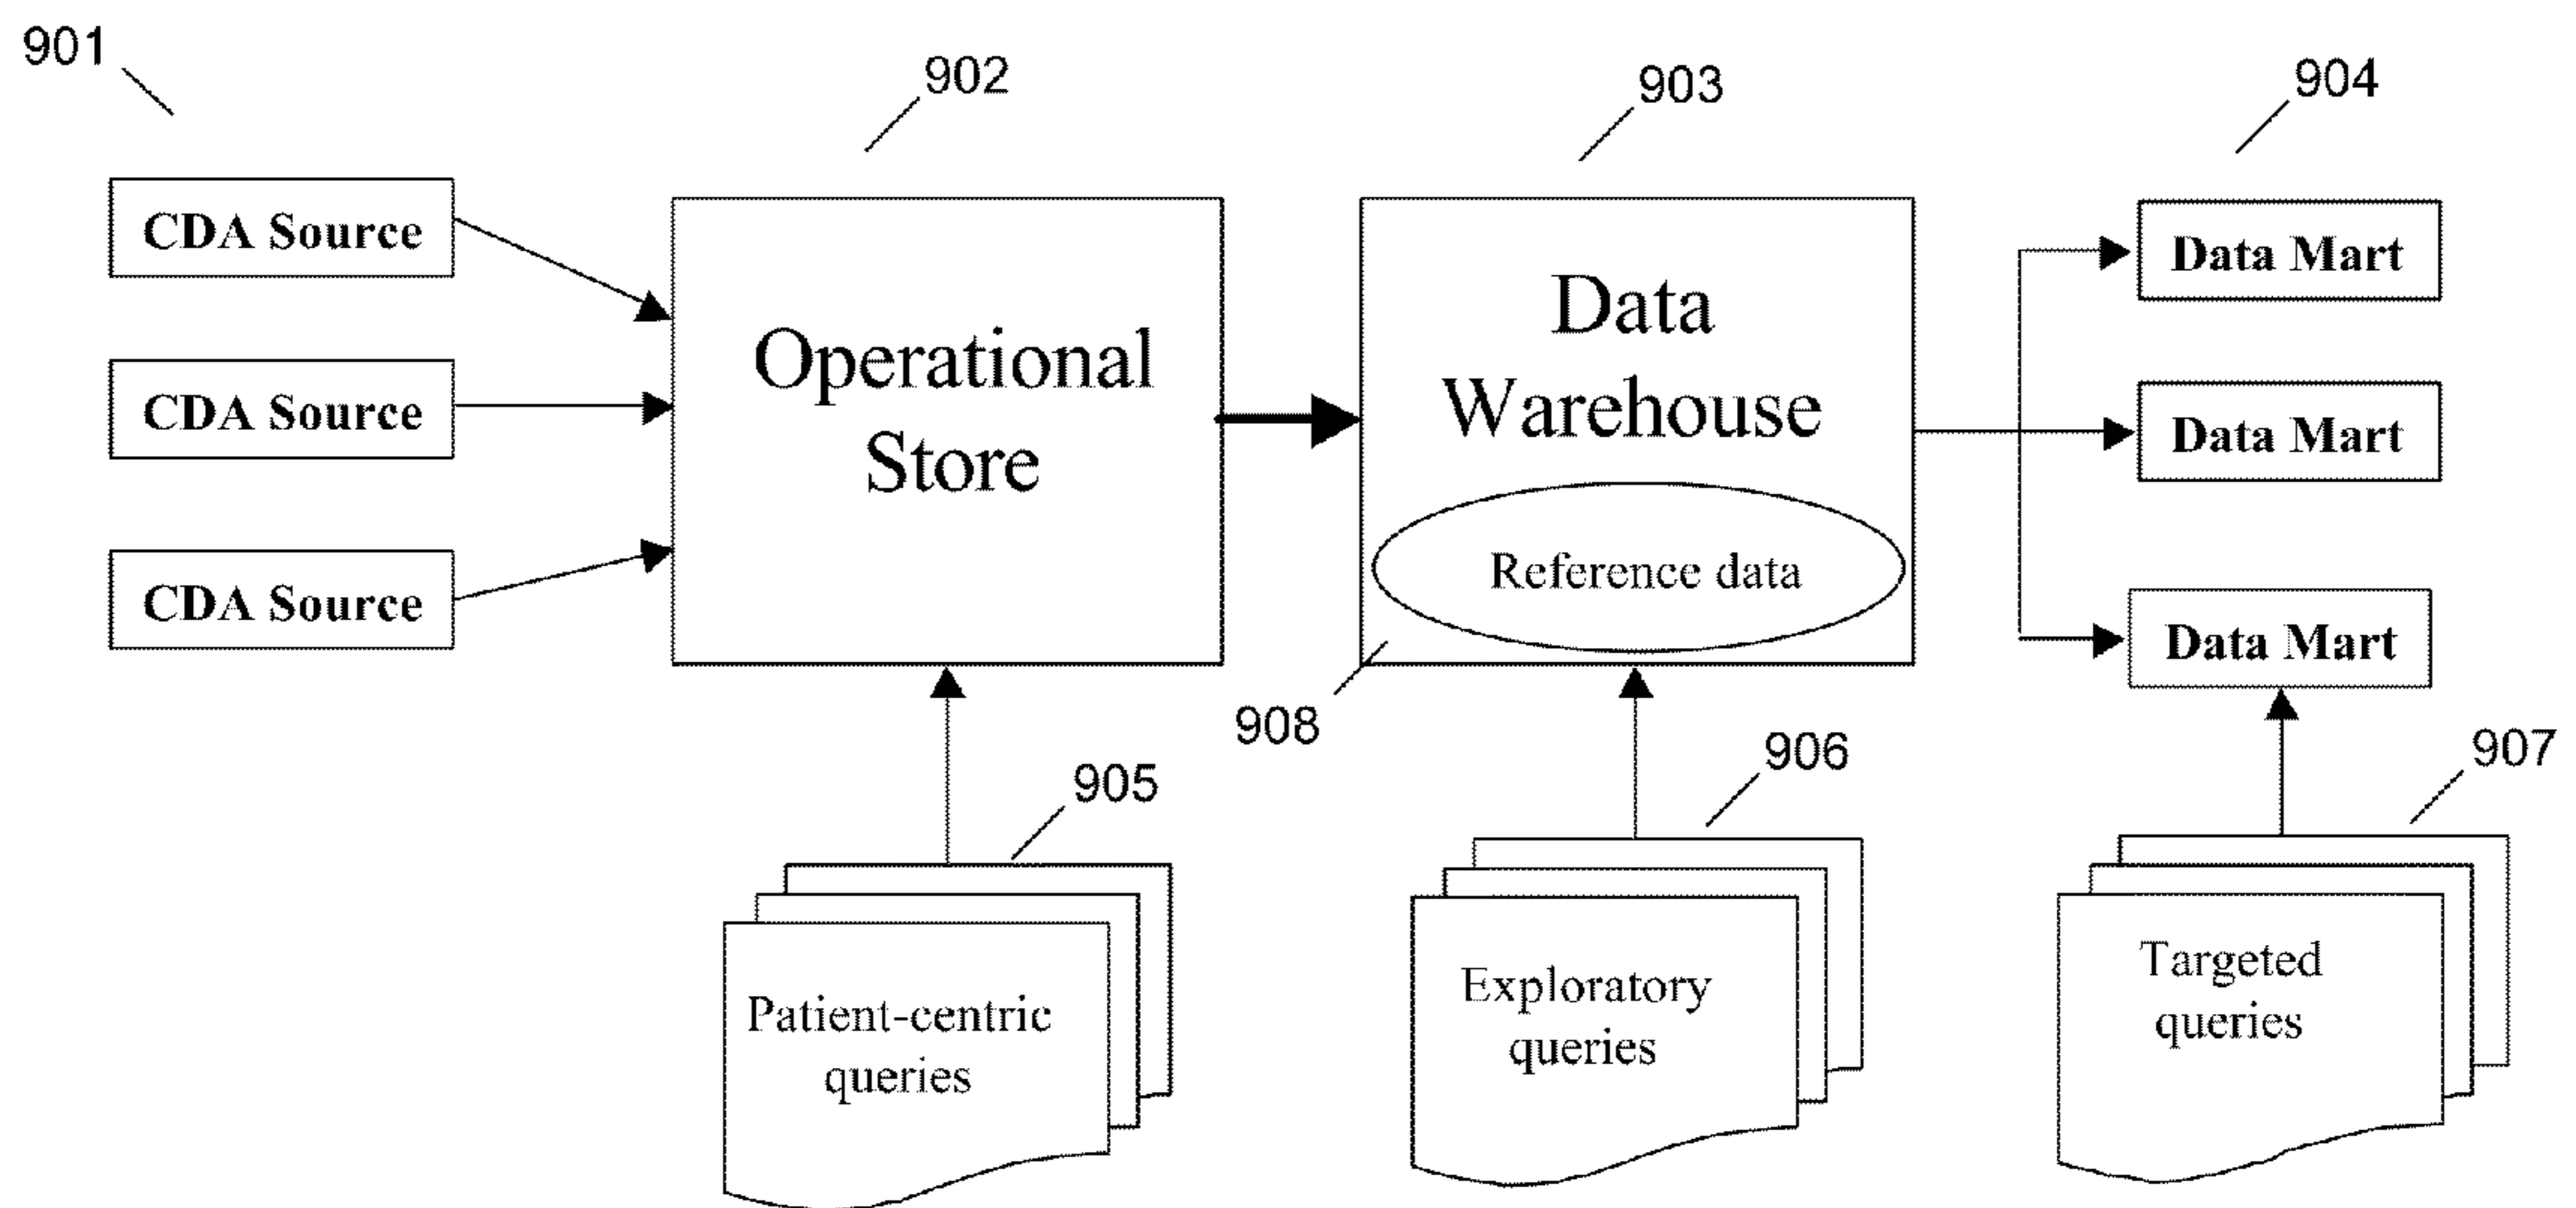 901
902
903
904
CDA Source
CDA Source
CDA Source
Operational
Store
Data
Warehouse
Reference data
Data Mart
Data Mart
Data Mart
908
905
906
907
Patient-centric
queries
Exploratory
queries
Targeted
queries